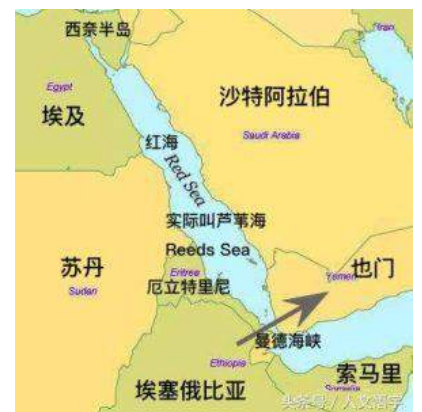 西奈半岛
Iran
Egypt
埃及
沙特阿拉伯
Saudi Arabia
红海
Red Sea
实际叫芦苇海
Reeds Sea
苏丹
Sudan
Eritrea
厄立特里尼
Yemen
也门
曼德海峡
Ethiopia
埃塞俄比亚
索马里
Somalia
头条号/人文语宇